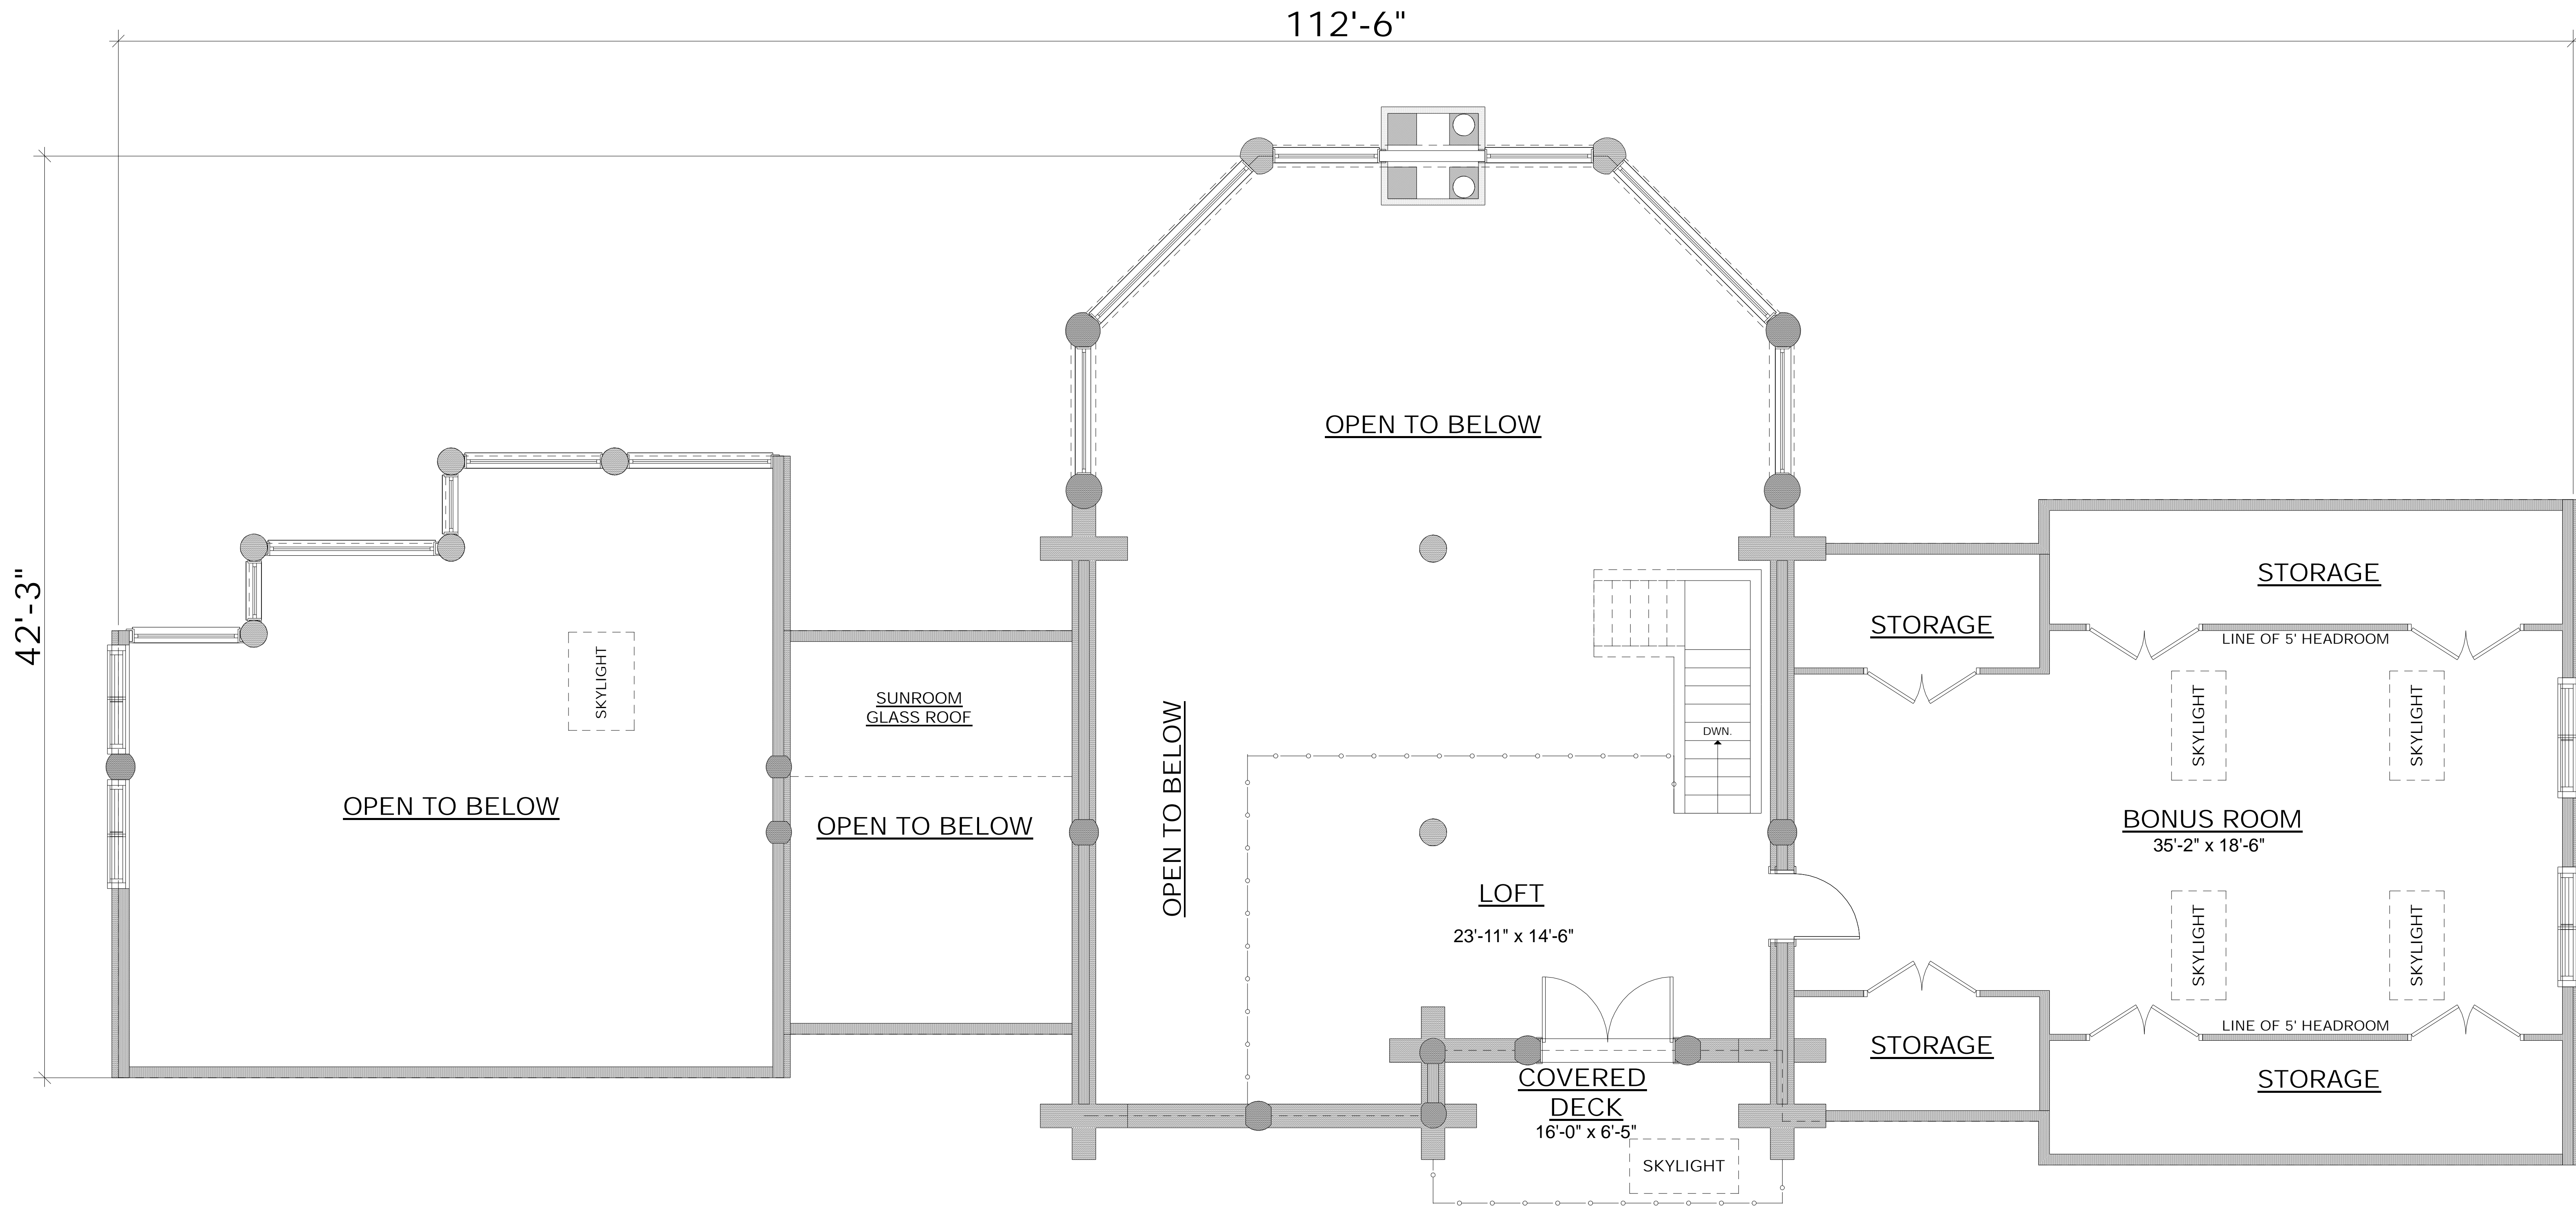 112'-6"
42'-3"
OPEN TO BELOW
STORAGE
STORAGE
LINE OF 5' HEADROOM
SKYLIGHT
SUNROOM
GLASS ROOF
SKYLIGHT
SKYLIGHT
DWN.
OPEN TO BELOW
OPEN TO BELOW
OPEN TO BELOW
BONUS ROOM
35'-2" x 18'-6"
LOFT
23'-11" x 14'-6"
SKYLIGHT
SKYLIGHT
LINE OF 5' HEADROOM
STORAGE
COVERED
DECK
16'-0" x 6'-5"
STORAGE
SKYLIGHT